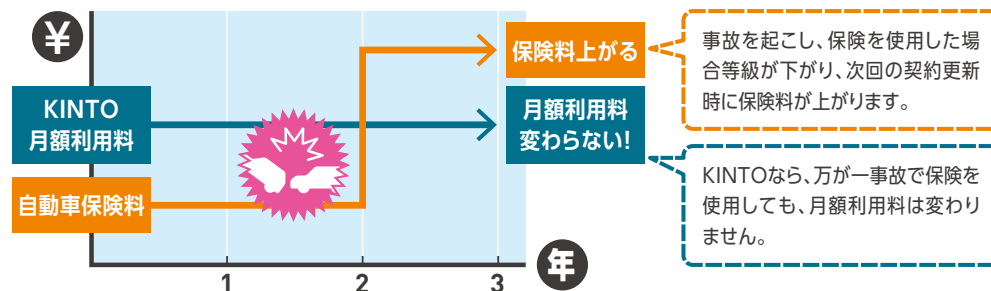 ¥
KINTO
月額利用料
自動車保険料
保険料上がる
月額利用料
変わらない!
1
2
3
年
事故を起こし、保険を使用した場
合等級が下がり、次回の契約更新
時に保険料が上がります。
KINTOなら、万が一事故で保険を
使用しても、月額利用料は変わり
ません。